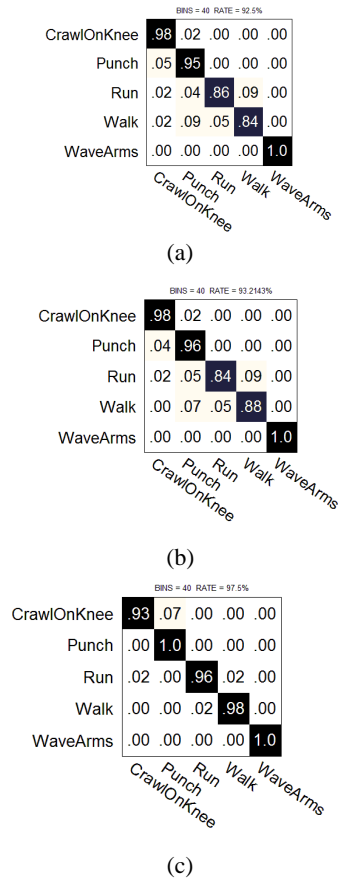 BINS = 40 RATE = 92.5%
CrawlOnKnee .98 .02 .00 .00 .00
Punch .05 .95 .00 .00 .00
Run .02 .04 .86 .09 .00
Walk .02 .09 .05 .84 .00
WaveArms .00 .00 .00 .00 1.0
CrawlOnKnee Punch Run Walk WaveArms
(a)
BINS = 40 RATE = 93.2143%
CrawlOnKnee .98 .02 .00 .00 .00
Punch .04 .96 .00 .00 .00
Run .02 .05 .84 .09 .00
Walk .00 .07 .05 .88 .00
WaveArms .00 .00 .00 .00 1.0
CrawlOnKnee Punch Run Walk WaveArms
(b)
BINS = 40 RATE = 97.5%
CrawlOnKnee .93 .07 .00 .00 .00
Punch .00 1.0 .00 .00 .00
Run .02 .00 .96 .02 .00
Walk .00 .00 .02 .98 .00
WaveArms .00 .00 .00 .00 1.0
CrawlOnKnee Punch Run Walk WaveArms
(c)